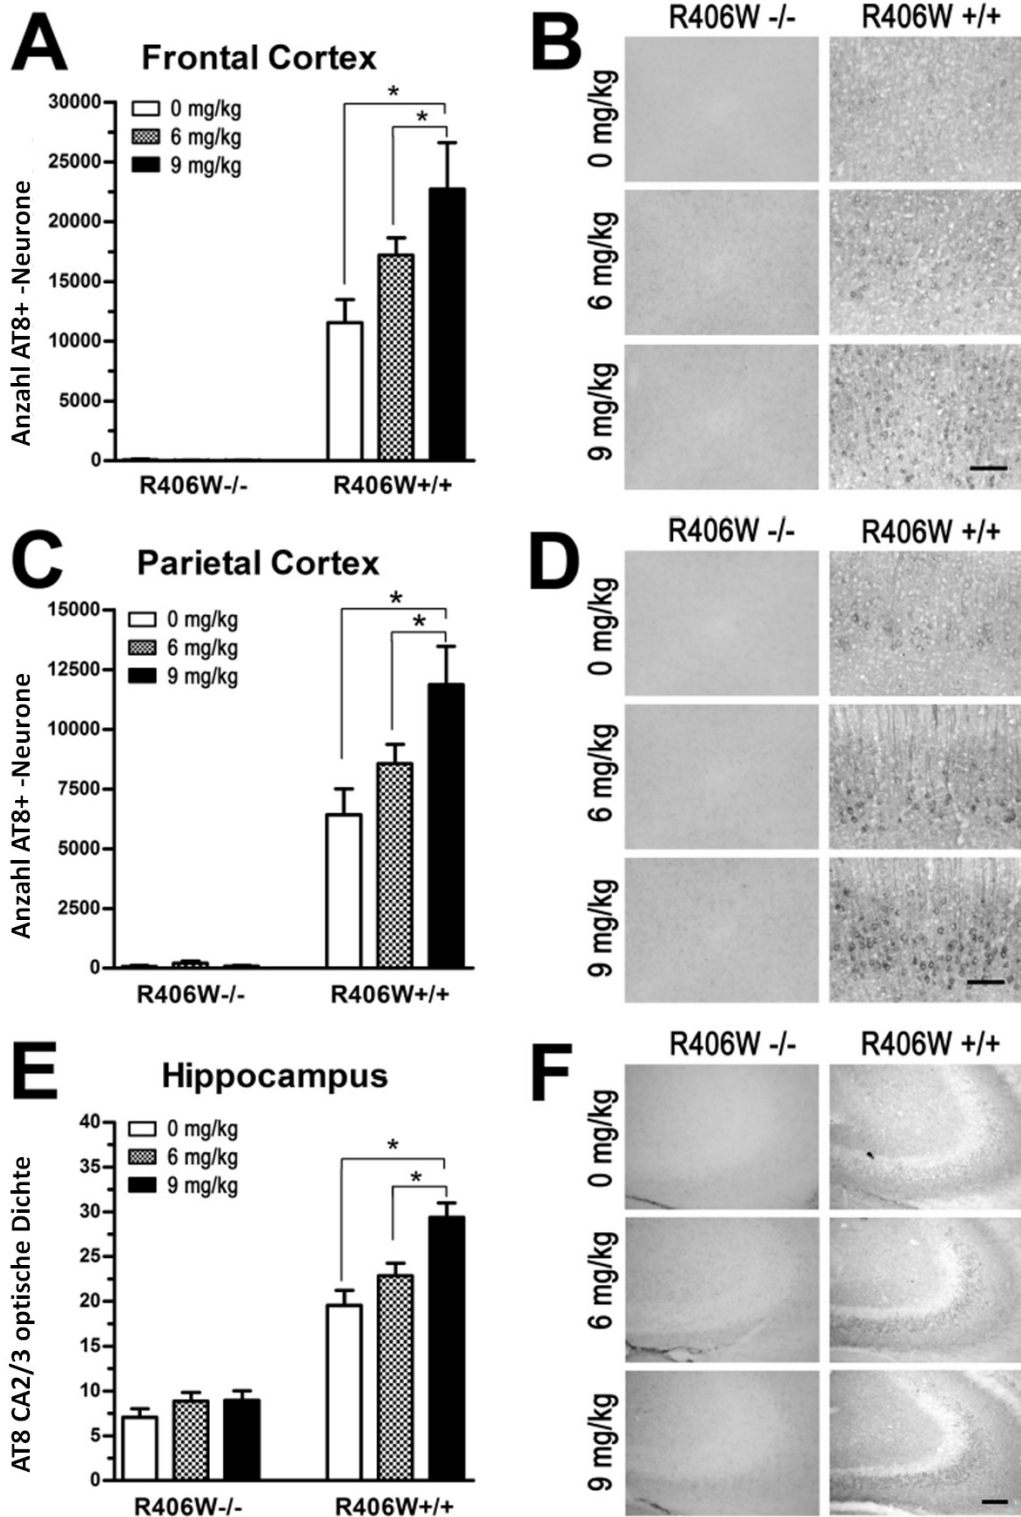 A
Frontal Cortex
Anzahl AT8+ -Neurone
30000
25000
20000
15000
10000
5000
0
0 mg/kg
6 mg/kg
9 mg/kg
*
*
R406W-/- R406W+/+
B
R406W -/- R406W +/+
0 mg/kg
6 mg/kg
9 mg/kg
C
Parietal Cortex
Anzahl AT8+ -Neurone
15000
12500
10000
7500
5000
2500
0
0 mg/kg
6 mg/kg
9 mg/kg
*
*
R406W-/- R406W+/+
D
R406W -/- R406W +/+
0 mg/kg
6 mg/kg
9 mg/kg
E
Hippocampus
AT8 CA2/3 optische Dichte
40
35
30
25
20
15
10
5
0
0 mg/kg
6 mg/kg
9 mg/kg
*
*
R406W-/- R406W+/+
F
R406W -/- R406W +/+
0 mg/kg
6 mg/kg
9 mg/kg